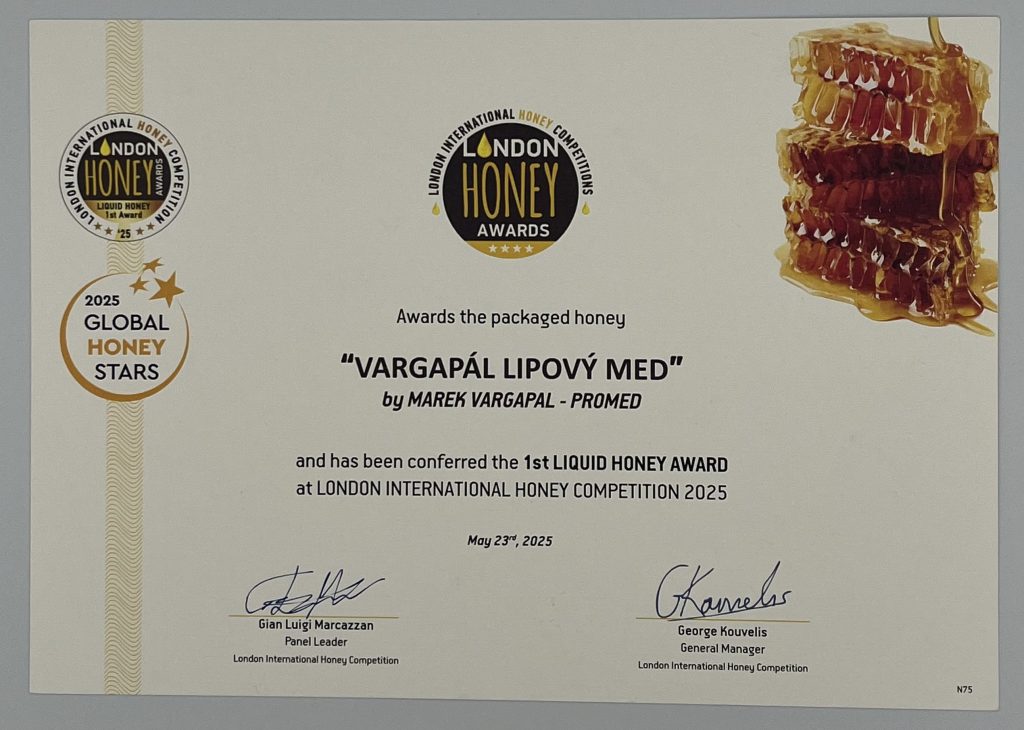 LONDON INTERNATIONAL HONEY COMPETITION
LONDON
HONEY
AWARDS
LIQUID HONEY
1st Award
'25
2025
GLOBAL
HONEY
STARS
LONDON INTERNATIONAL HONEY COMPETITIONS
LONDON
HONEY
AWARDS
Awards the packaged honey
“VARGAPÁL LIPOVÝ MED”
by MAREK VARGAPAL - PROMED
and has been conferred the 1st LIQUID HONEY AWARD
at LONDON INTERNATIONAL HONEY COMPETITION 2025
May 23rd, 2025
Gian Luigi Marcazzan
Panel Leader
London International Honey Competition
GKouvelis
George Kouvelis
General Manager
London International Honey Competition
N75